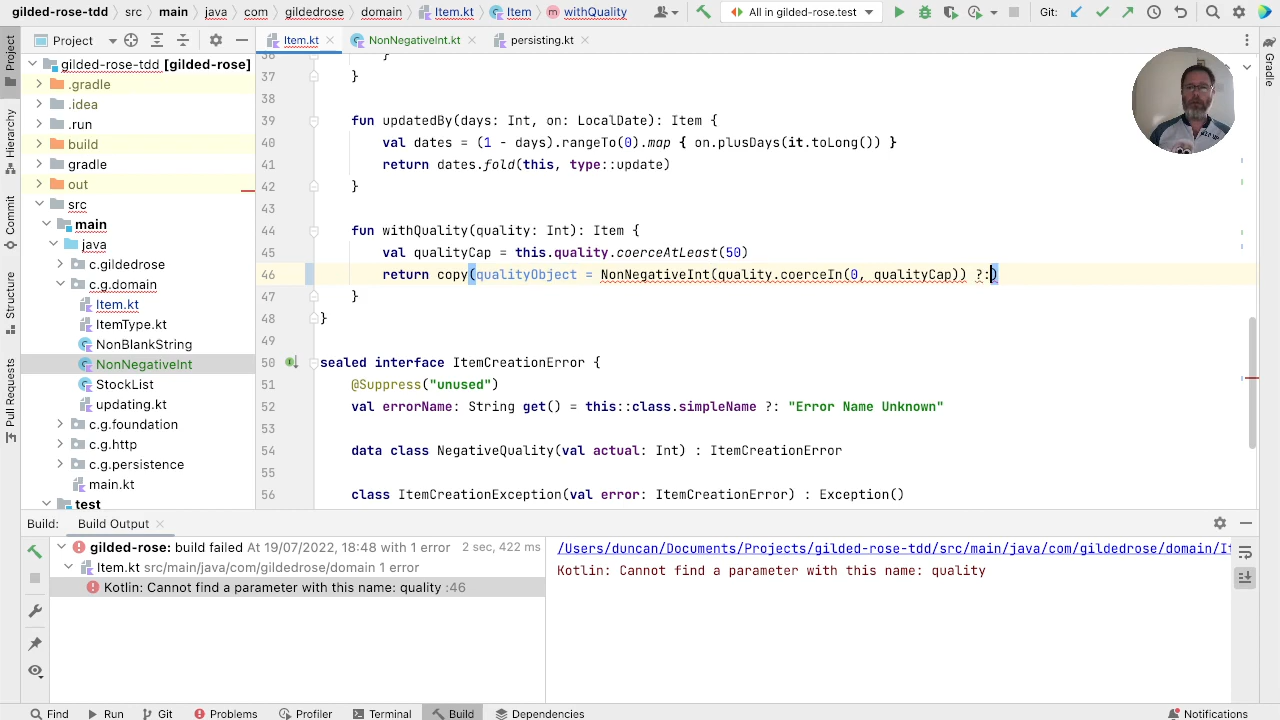 gilded-rose-tdd src main java com gildedrose domain Item.kt Item withQuality All in gilded-rose.test Git:
Project Item.kt NonNegativeInt.kt persisting.kt
Project
Hierarchy
Commit
Structure
Pull Requests
Gradle
gilded-rose-tdd [gilded-rose]
.gradle
.idea
.run
build
gradle
out
src
main
java
c.gildedrose
c.g.domain
Item.kt
ItemType.kt
NonBlankString
NonNegativeInt
StockList
updating.kt
c.g.foundation
c.g.http
c.g.persistence
main.kt
test
36 }
37 }
38
39 fun updatedBy(days: Int, on: LocalDate): Item {
40 val dates = (1 - days).rangeTo(0).map { on.plusDays(it.toLong()) }
41 return dates.fold(this, type::update)
42 }
43
44 fun withQuality(quality: Int): Item {
45 val qualityCap = this.quality.coerceAtLeast(50)
46 return copy(qualityObject = NonNegativeInt(quality.coerceIn(0, qualityCap)) ?:)
47 }
48 }
49
50 sealed interface ItemCreationError {
51 @Suppress("unused")
52 val errorName: String get() = this::class.simpleName ?: "Error Name Unknown"
53
54 data class NegativeQuality(val actual: Int) : ItemCreationError
55
56 class ItemCreationException(val error: ItemCreationError) : Exception()
Build: Build Output
gilded-rose: build failed At 19/07/2022, 18:48 with 1 error 2 sec, 422 ms
Item.kt src/main/java/com/gildedrose/domain 1 error
Kotlin: Cannot find a parameter with this name: quality :46
/Users/duncan/Documents/Projects/gilded-rose-tdd/src/main/java/com/gildedrose/domain/It
Kotlin: Cannot find a parameter with this name: quality
Find Run Git Problems Profiler Terminal Build Dependencies Notifications